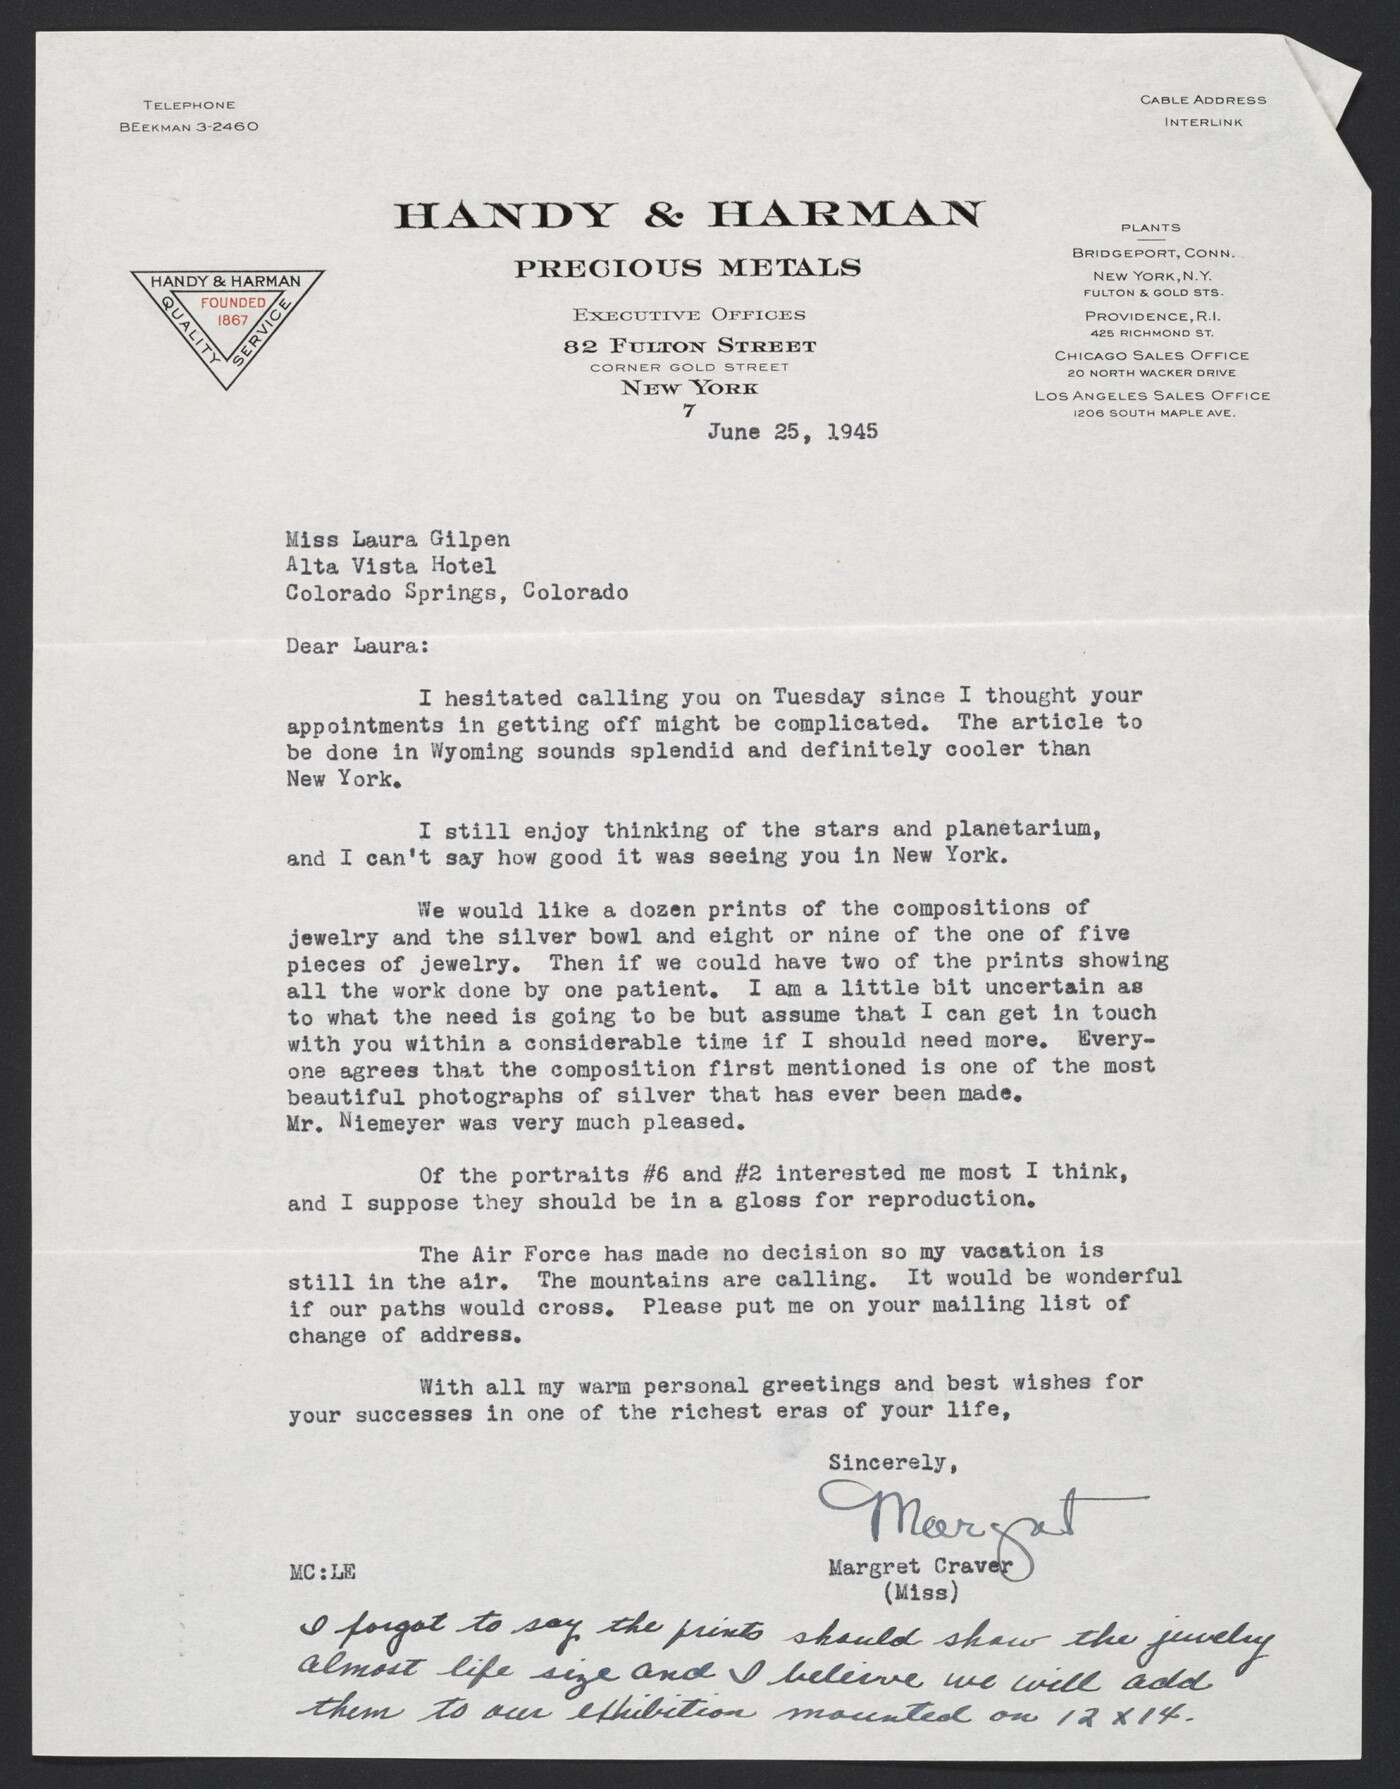 TELEPHONE
BEEKMAN 3-2460
CABLE ADDRESS
INTERLINK
HANDY & HARMAN
PRECIOUS METALS
EXECUTIVE OFFICES
82 FULTON STREET
CORNER GOLD STREET
NEW YORK
7
HANDY & HARMAN
QUALITY
SERVICE
FOUNDED
1867
PLANTS
BRIDGEPORT, CONN.
NEW YORK, N.Y.
FULTON & GOLD STS.
PROVIDENCE, R.I.
425 RICHMOND ST.
CHICAGO SALES OFFICE
20 NORTH WACKER DRIVE
LOS ANGELES SALES OFFICE
1206 SOUTH MAPLE AVE.
June 25, 1945
Miss Laura Gilpen
Alta Vista Hotel
Colorado Springs, Colorado
Dear Laura:
I hesitated calling you on Tuesday since I thought your
appointments in getting off might be complicated. The article to
be done in Wyoming sounds splendid and definitely cooler than
New York.
I still enjoy thinking of the stars and planetarium,
and I can't say how good it was seeing you in New York.
We would like a dozen prints of the compositions of
jewelry and the silver bowl and eight or nine of the one of five
pieces of jewelry. Then if we could have two of the prints showing
all the work done by one patient. I am a little bit uncertain as
to what the need is going to be but assume that I can get in touch
with you within a considerable time if I should need more. Every-
one agrees that the composition first mentioned is one of the most
beautiful photographs of silver that has ever been made.
Mr. Niemeyer was very much pleased.
Of the portraits #6 and #2 interested me most I think,
and I suppose they should be in a gloss for reproduction.
The Air Force has made no decision so my vacation is
still in the air. The mountains are calling. It would be wonderful
if our paths would cross. Please put me on your mailing list of
change of address.
With all my warm personal greetings and best wishes for
your successes in one of the richest eras of your life,
Sincerely,
Margret
Margret Craver
(Miss)
MC:LE
I forgot to say the prints should show the jewelry
almost life size and I believe we will add
them to our exhibition mounted on 12 x 14.